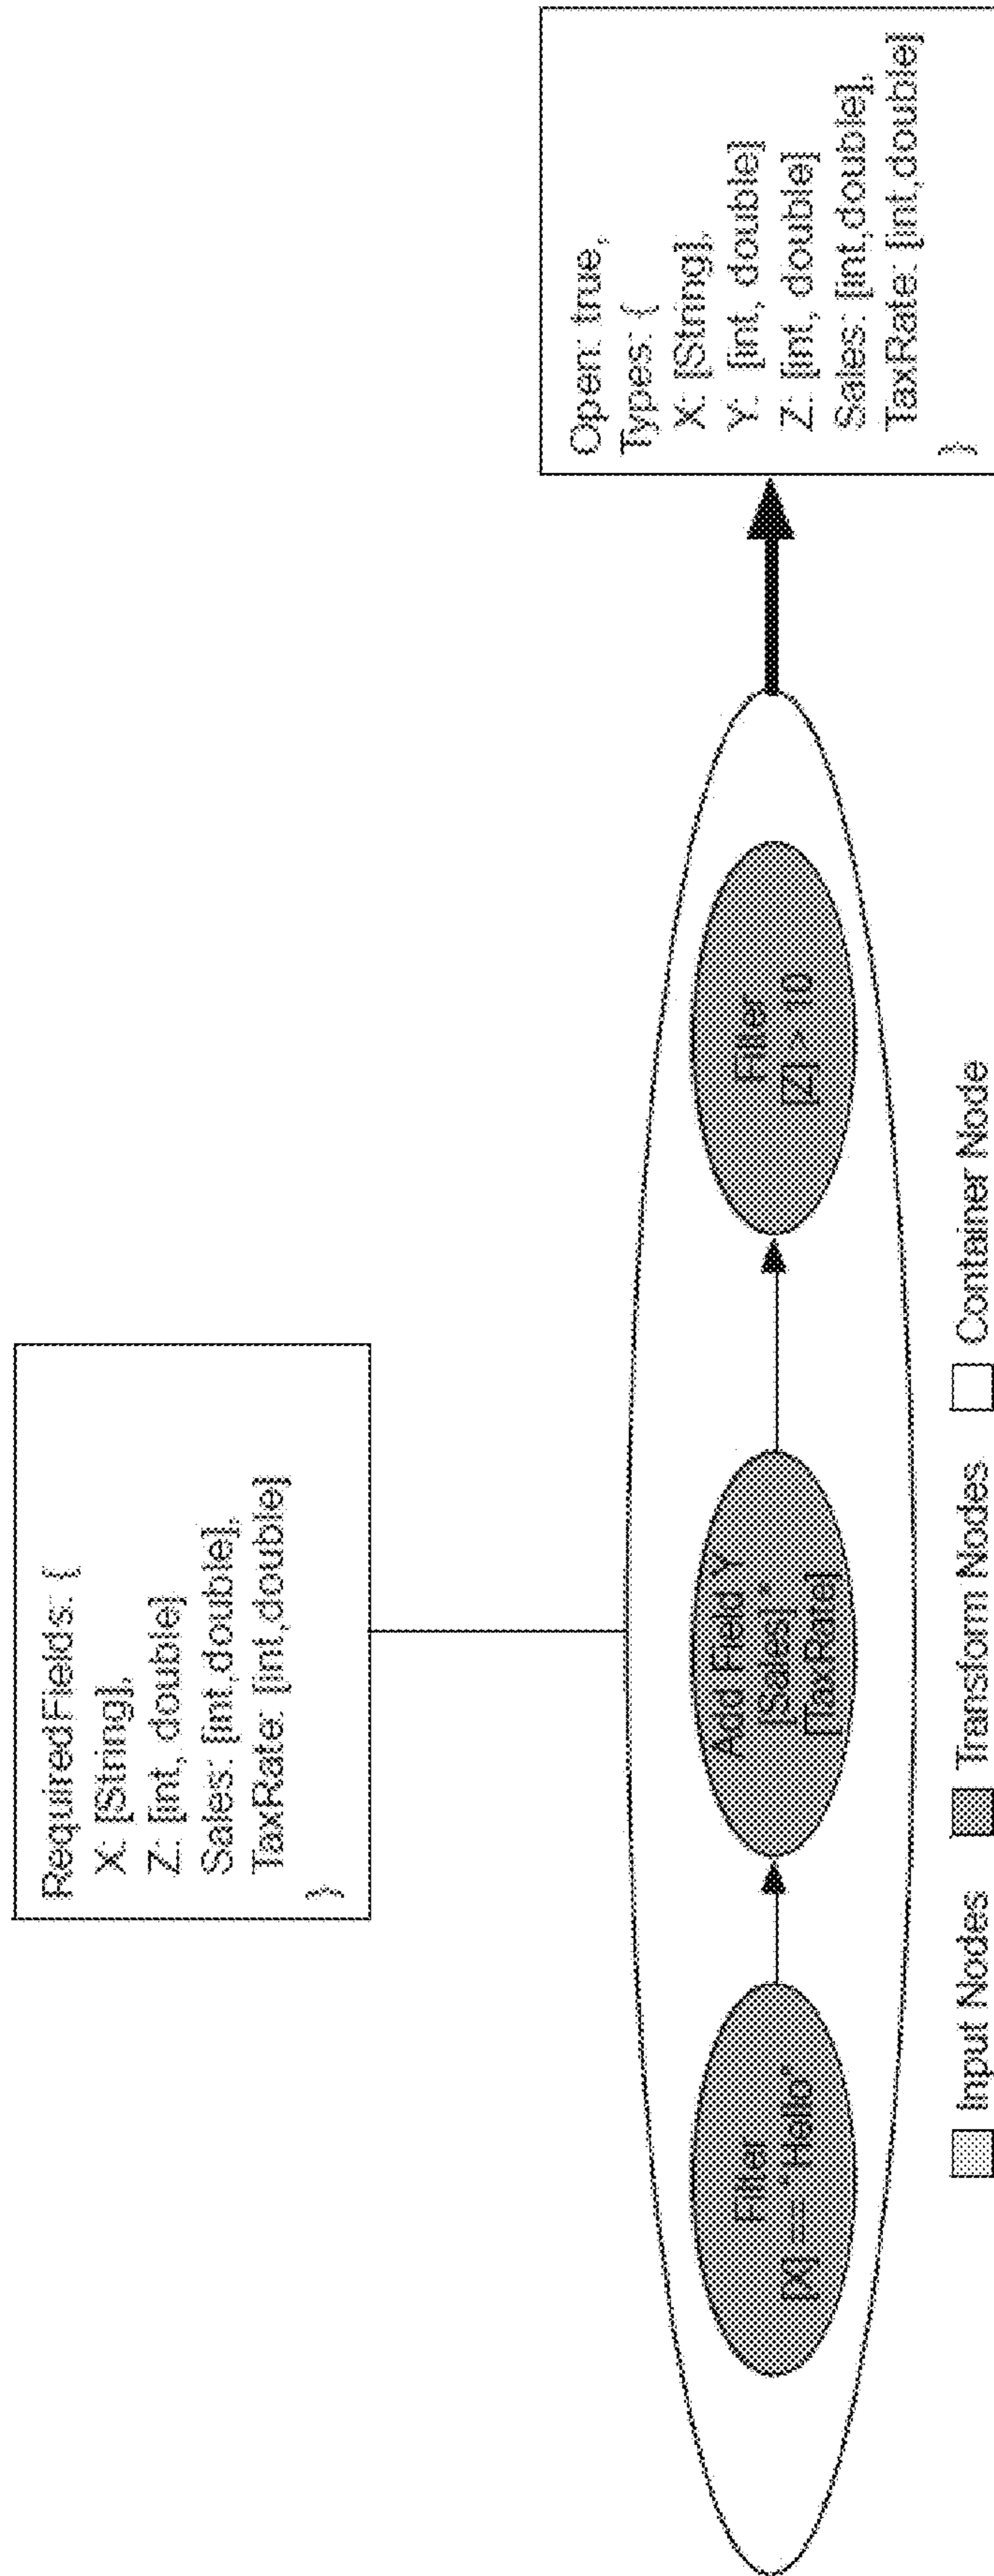 RequiredFields: {
X: [String],
Z: [int, double]
Sales: [int,double],
TaxRate: [int,double]
}
Open: true,
Types: {
X: [String],
Y: [int, double]
Z: [int, double]
Sales: [int,double],
TaxRate: [int,double]
}
Filter
[X] == "Hello"
Add Field Y
[Sales] *
[TaxRate]
Filter
[Z] > 10
Input Nodes
Transform Nodes
Container Node